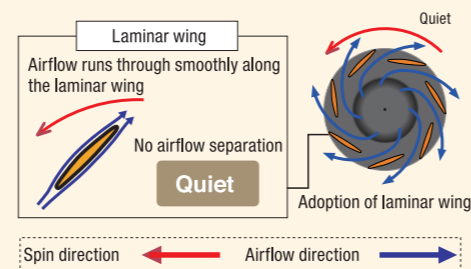 Laminar wing
Airflow runs through smoothly along
the laminar wing
No airflow separation
Quiet
Quiet
Adoption of laminar wing
Spin direction
Airflow direction